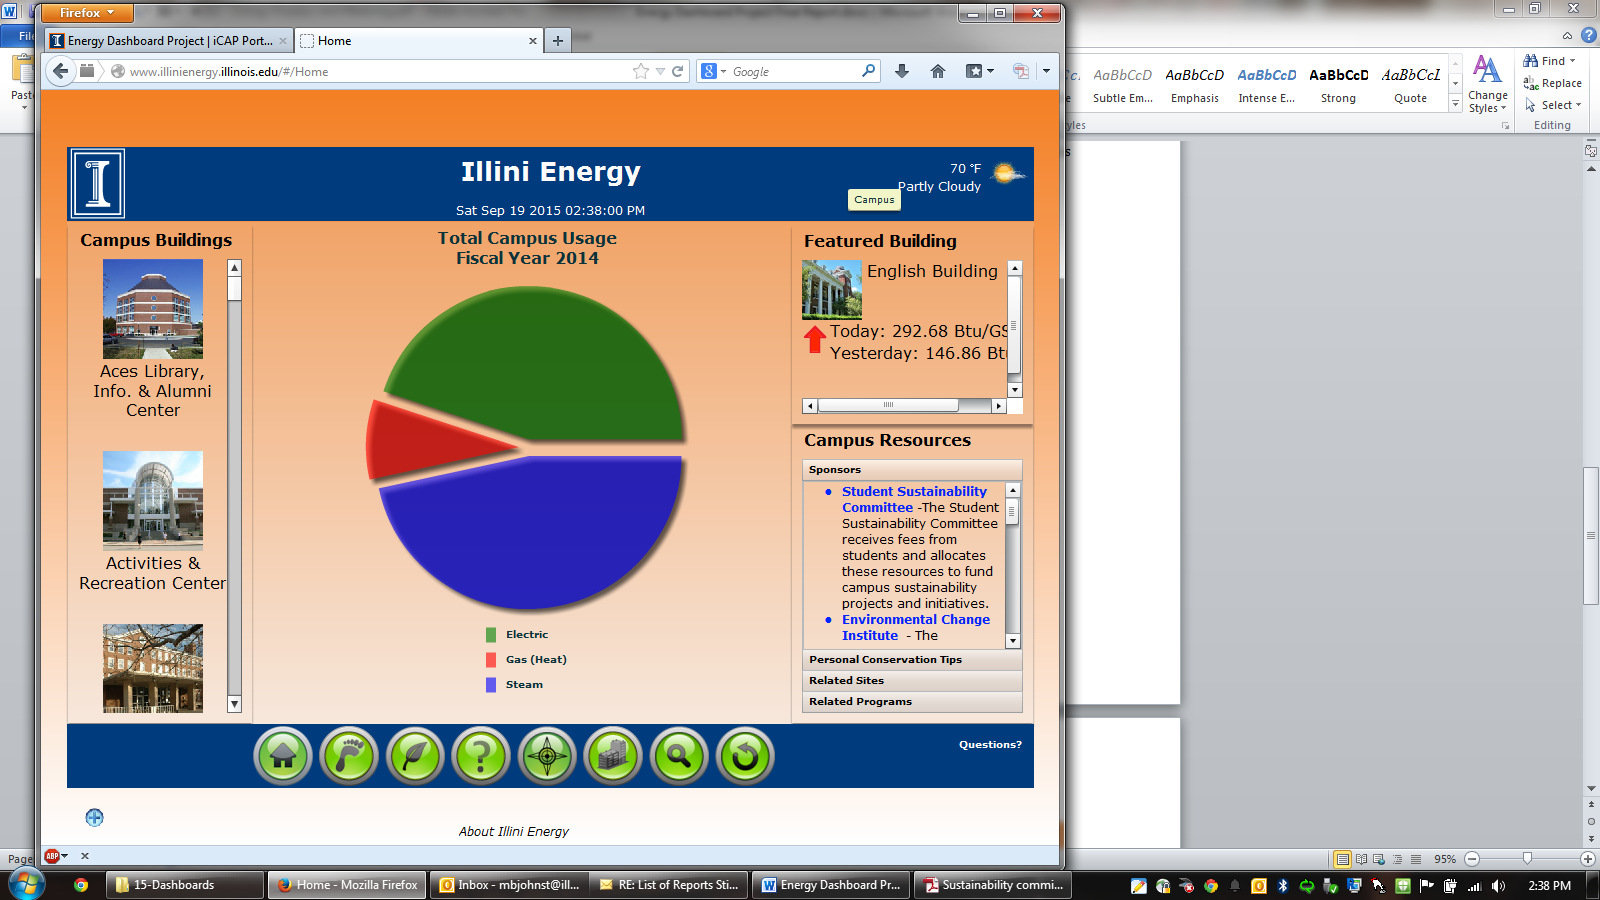 Firefox
Energy Dashboard Project | iCAP Port...
Home
www.illinienergy.illinois.edu/#/Home
Google
Illini Energy
Sat Sep 19 2015 02:38:00 PM
70 °F
Partly Cloudy
Campus
Campus Buildings
Aces Library,
Info. & Alumni
Center
Activities &
Recreation Center
Total Campus Usage
Fiscal Year 2014
Electric
Gas (Heat)
Steam
Featured Building
English Building
Today: 292.68 Btu/GS
Yesterday: 146.86 Bt
Campus Resources
Sponsors
Student Sustainability
Committee -The Student
Sustainability Committee
receives fees from
students and allocates
these resources to fund
campus sustainability
projects and initiatives.
Environmental Change
Institute - The
Personal Conservation Tips
Related Sites
Related Programs
Questions?
About Illini Energy
ABP
Fil
Past
Page
AaBbCcD AaBbCcD AaBbCcD AaBbCcD AaBbCcI
Subtle Em... Emphasis Intense E... Strong Quote
Change
Styles
Find
Replace
Select
Editing
yles
s
95%
15-Dashboards
Home - Mozilla Firefox
Inbox - mbjohnst@ill...
RE: List of Reports Sti...
Energy Dashboard Pr...
Sustainability commi...
2:38 PM